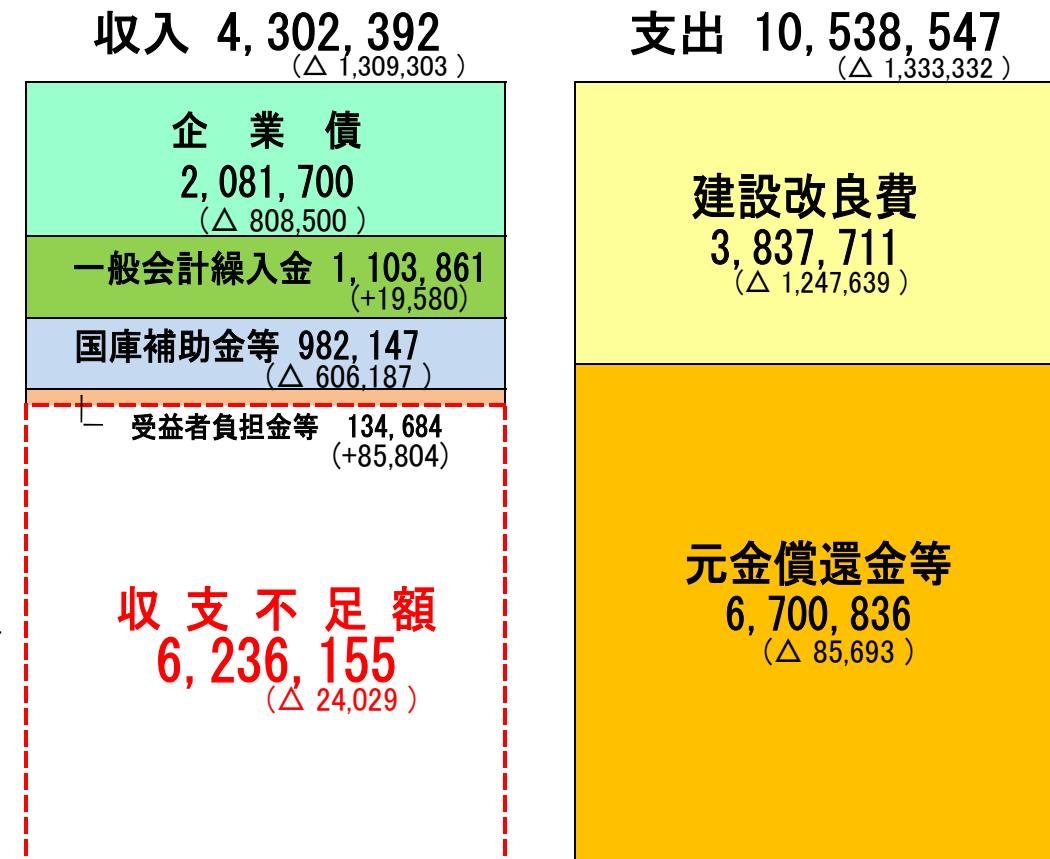 収入 4,302,392
(△ 1,309,303 )
企 業 債
2,081,700
(△ 808,500 )
一般会計繰入金 1,103,861
(+19,580)
国庫補助金等 982,147
(△ 606,187 )
受益者負担金等 134,684
(+85,804)
収 支 不 足 額
6,236,155
(△ 24,029 )
支出 10,538,547
(△ 1,333,332 )
建設改良費
3,837,711
(△ 1,247,639 )
元金償還金等
6,700,836
(△ 85,693 )